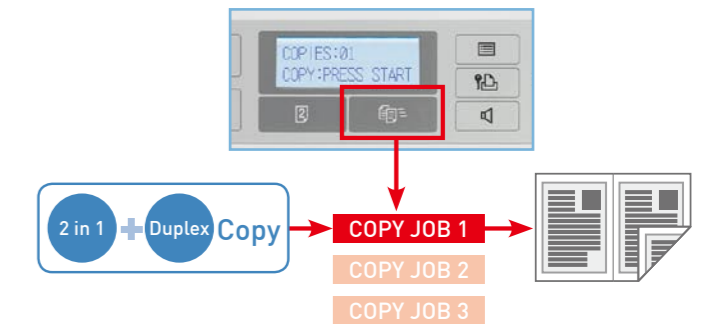 COPIES:01
COPY:PRESS START
2
2 in 1 + Duplex Copy
COPY JOB 1
COPY JOB 2
COPY JOB 3